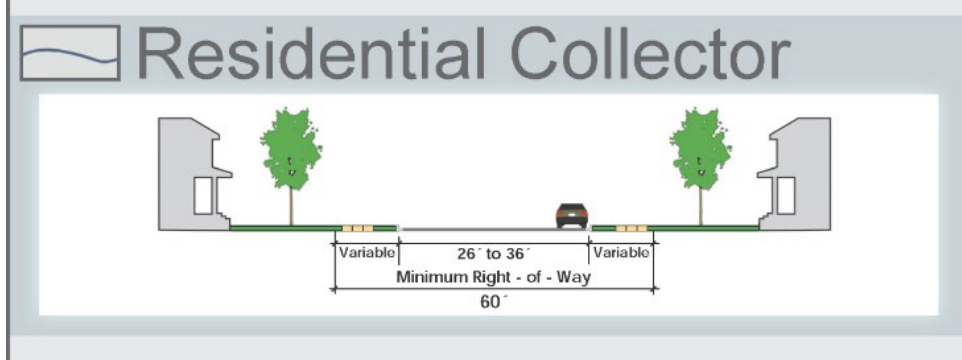 Residential Collector
Variable 26´ to 36´ Variable
Minimum Right - of - Way
60´